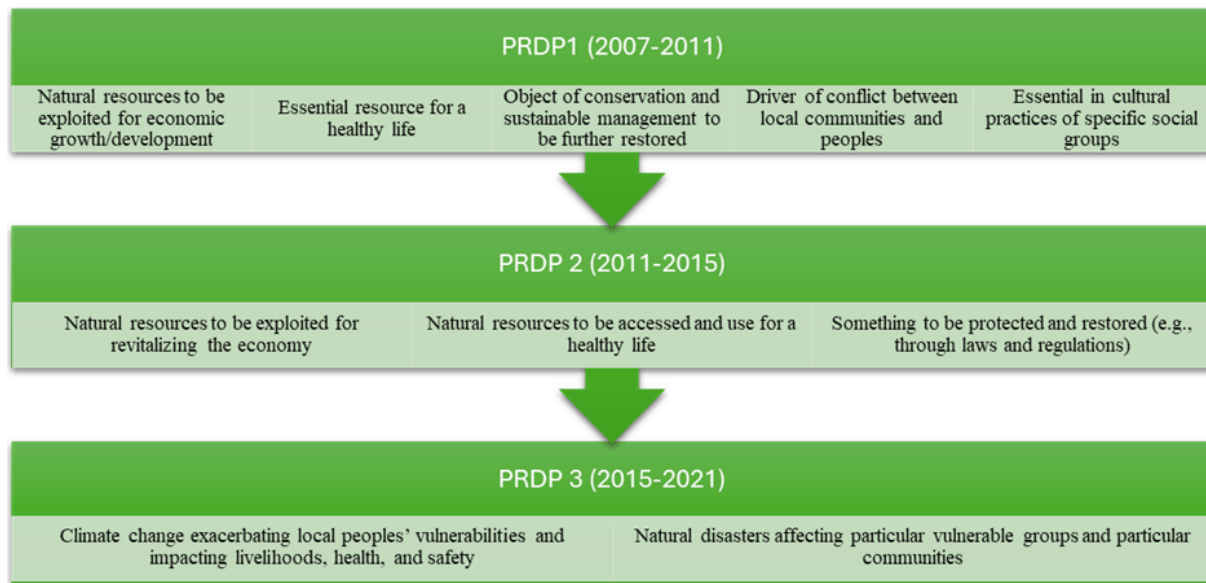 PRDP1 (2007-2011)
Natural resources to be
exploited for economic
growth/development
Essential resource for a
healthy life
Object of conservation and
sustainable management to
be further restored
Driver of conflict between
local communities and
peoples
Essential in cultural
practices of specific social
groups
PRDP 2 (2011-2015)
Natural resources to be exploited for
revitalizing the economy
Natural resources to be accessed and use for a
healthy life
Something to be protected and restored (e.g.,
through laws and regulations)
PRDP 3 (2015-2021)
Climate change exacerbating local peoples’ vulnerabilities and
impacting livelihoods, health, and safety
Natural disasters affecting particular vulnerable groups and particular
communities